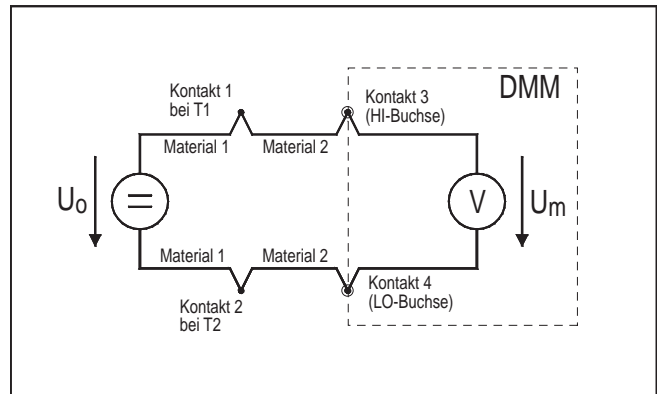 DMM
Kontakt 1
bei T1
Kontakt 3
(HI-Buchse)
Material 1
Material 2
Uo
V
Um
Material 1
Material 2
Kontakt 2
bei T2
Kontakt 4
(LO-Buchse)